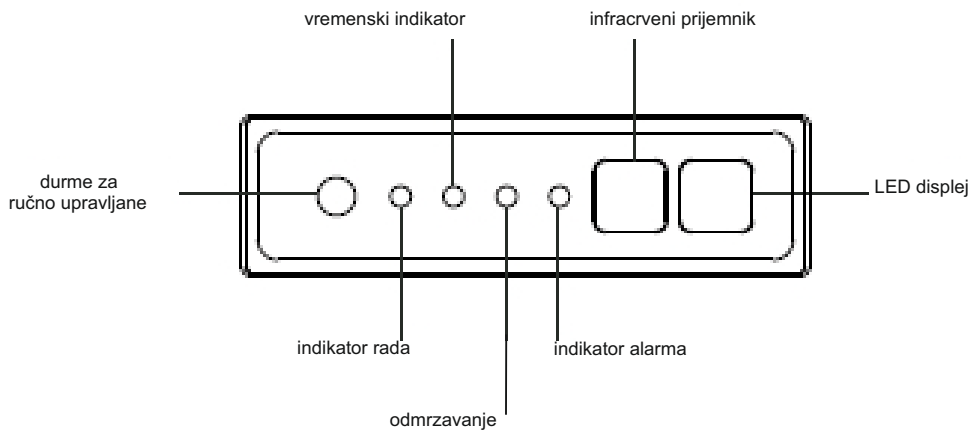 vremenski indikator
infracrveni prijemnik
durme za
ručno upravljane
LED displej
indikator rada
indikator alarma
odmrzavanje